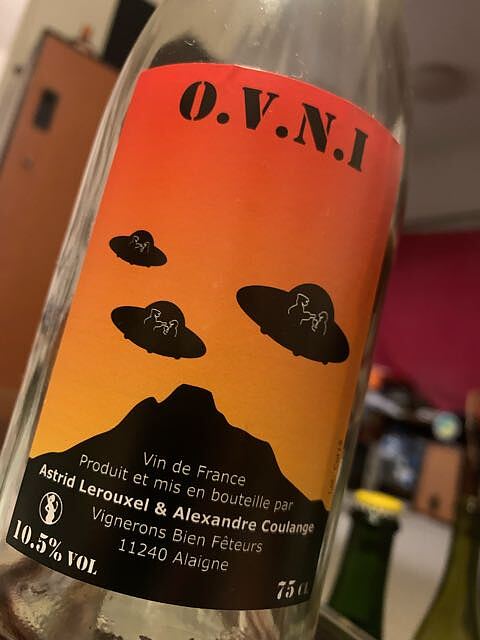 O.V.N.I
Vin de France
Produit et mis en bouteille par
Astrid Lerouxel & Alexandre Coulange
Vignerons Bien Fêteurs
11240 Alaigne
10.5% VOL
75 CL